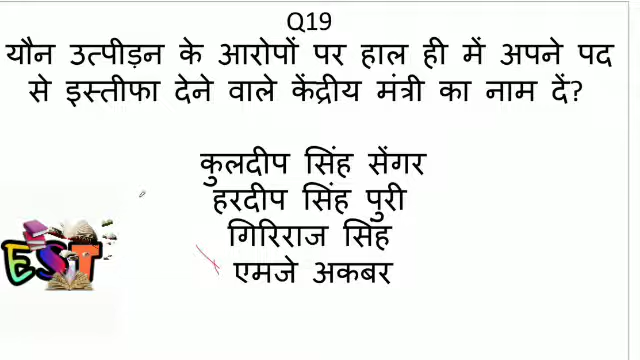 Q19
यौन उत्पीड़न के आरोपों पर हाल ही में अपने पद
से इस्तीफा देने वाले केंद्रीय मंत्री का नाम दें?
कुलदीप सिंह सेंगर
हरदीप सिंह पुरी
गिरिराज सिंह
एमजे अकबर
EST